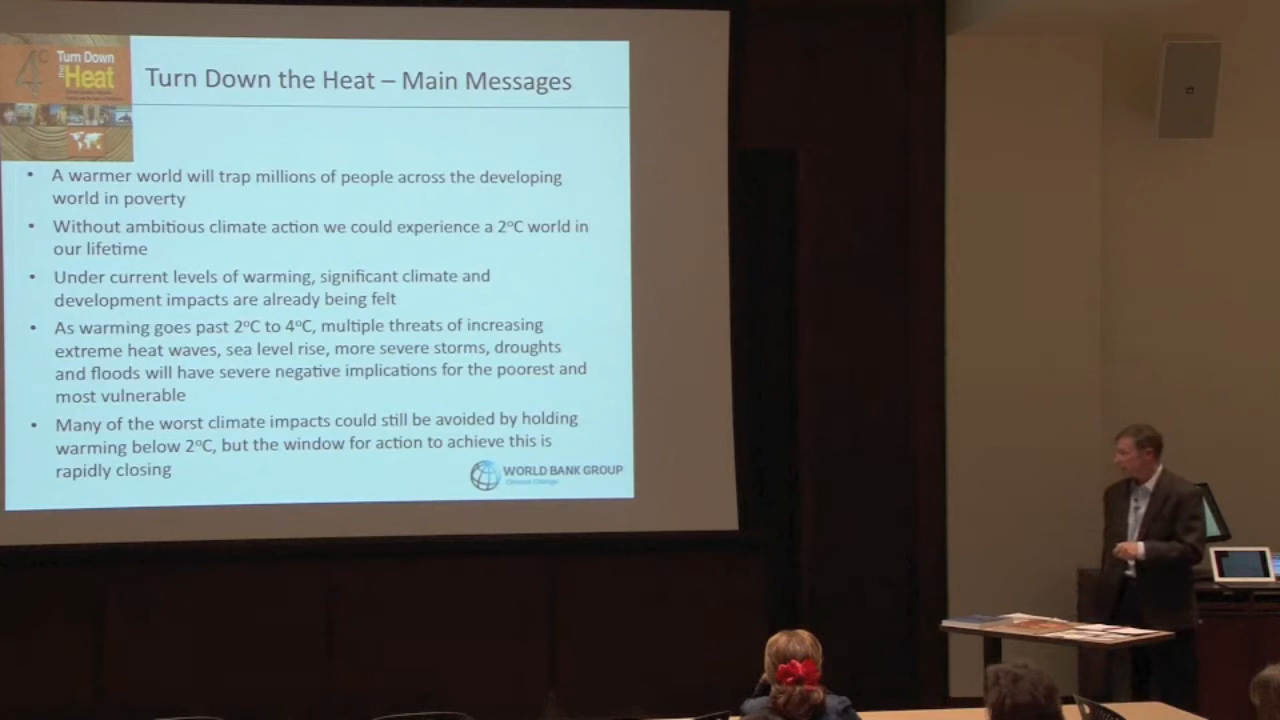 4°C
Turn Down
the
Heat
Turn Down the Heat – Main Messages
• A warmer world will trap millions of people across the developing
world in poverty
• Without ambitious climate action we could experience a 2°C world in
our lifetime
• Under current levels of warming, significant climate and
development impacts are already being felt
• As warming goes past 2°C to 4°C, multiple threats of increasing
extreme heat waves, sea level rise, more severe storms, droughts
and floods will have severe negative implications for the poorest and
most vulnerable
• Many of the worst climate impacts could still be avoided by holding
warming below 2°C, but the window for action to achieve this is
rapidly closing
WORLD BANK GROUP
Climate Change